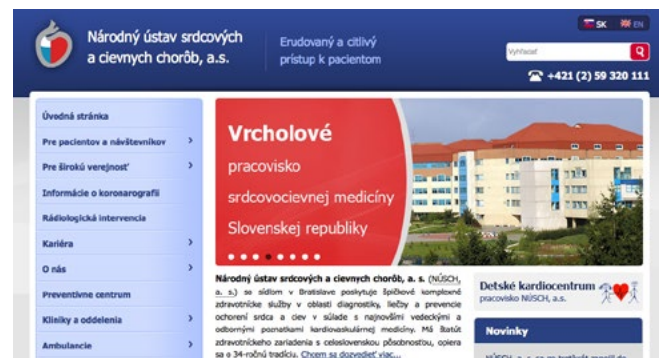 Národný ústav srdcových
a cievnych chorôb, a.s.
Erudovaný a citlivý
prístup k pacientom
SK EN
Vyhľadať
+421 (2) 59 320 111
Úvodná stránka
Pre pacientov a návštevníkov
Pre širokú verejnosť
Informácie o koronarografii
Rádiologická intervencia
Kariéra
O nás
Preventívne centrum
Kliniky a oddelenia
Ambulancie
Vrcholové
pracovisko
srdcovocievnej medicíny
Slovenskej republiky
Národný ústav srdcových a cievnych chorôb, a. s. (NÚSCH,
a. s.) so sídlom v Bratislave poskytuje špičkové komplexné
zdravotnícke služby v oblasti diagnostiky, liečby a prevencie
ochorení srdca a ciev v súlade s najnovšími vedeckými a
odbornými poznatkami kardiovaskulárnej medicíny. Má štatút
zdravotníckeho zariadenia s celoslovenskou pôsobnosťou, opiera
sa o 34-ročnú tradíciu. Chcem sa dozvedieť viac...
Detské kardiocentrum
pracovisko NÚSCH, a.s.
Novinky